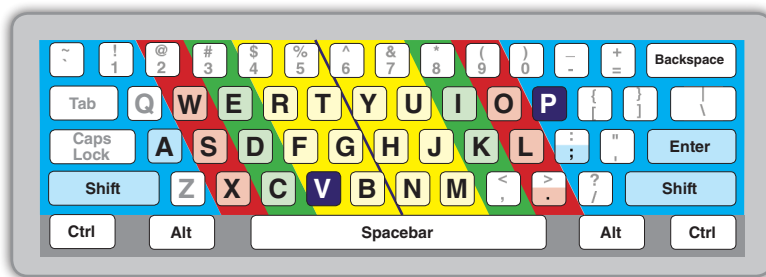 ~ ! @ # $ % ^ & * ( ) _ + Backspace
` 1 2 3 4 5 6 7 8 9 0 - =
Tab Q W E R T Y U I O P { } |
[ ] \
Caps Lock A S D F G H J K L : " Enter
; '
Shift Z X C V B N M < > ? Shift
, . /
Ctrl Alt Spacebar Alt Ctrl